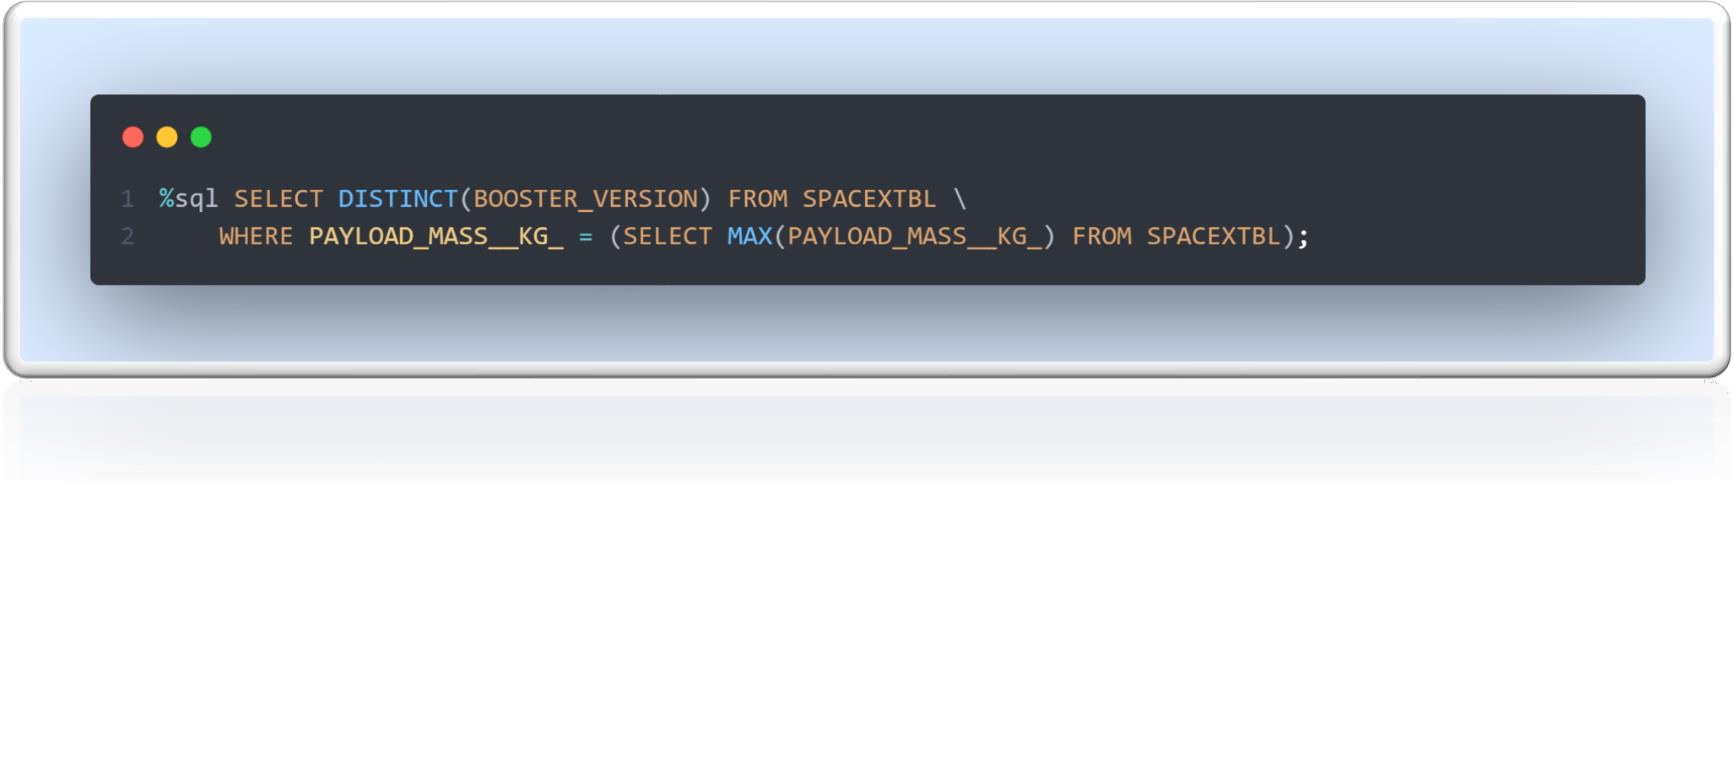 1 %sql SELECT DISTINCT(BOOSTER_VERSION) FROM SPACEXTBL \
2     WHERE PAYLOAD_MASS__KG_ = (SELECT MAX(PAYLOAD_MASS__KG_) FROM SPACEXTBL);